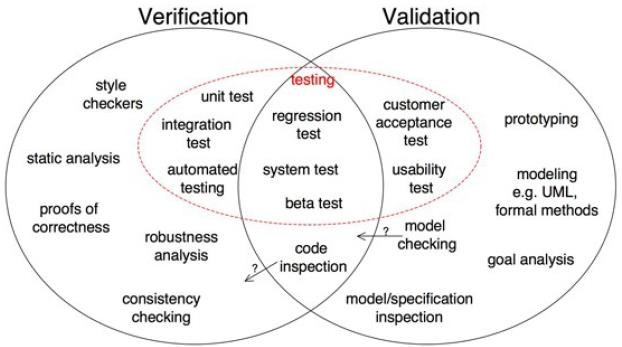 Verification
Validation
testing
style
checkers
unit test
integration
test
automated
testing
static analysis
proofs of
correctness
robustness
analysis
consistency
checking
regression
test
system test
beta test
code
inspection
?
customer
acceptance
test
usability
test
?
model
checking
model/specification
inspection
prototyping
modeling
e.g. UML,
formal methods
goal analysis